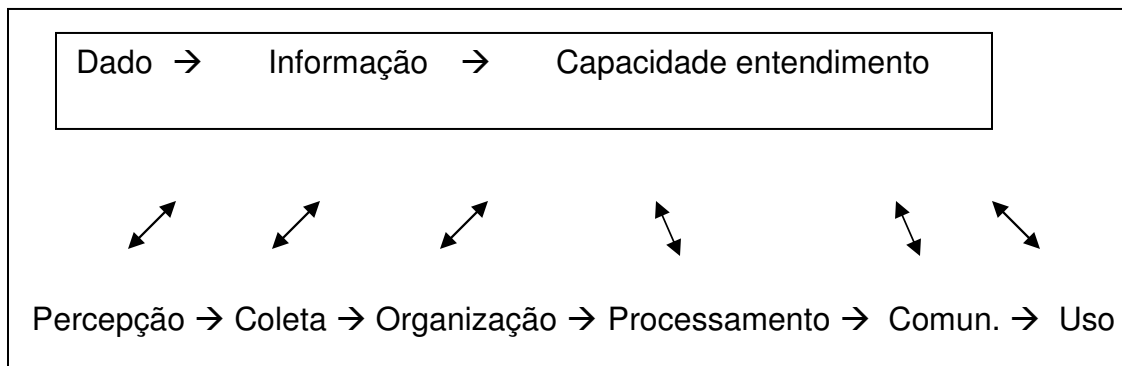 Dado → Informação → Capacidade entendimento
Percepção → Coleta → Organização → Processamento → Comun. → Uso